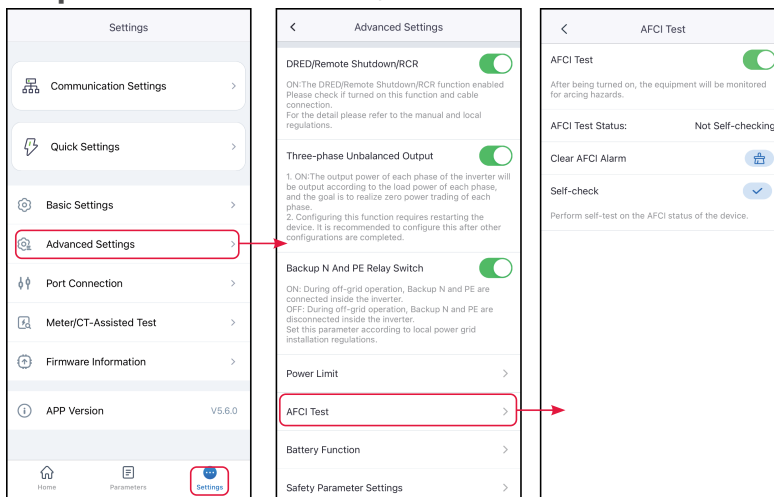 Settings
Communication Settings
Quick Settings
Basic Settings
Advanced Settings
Port Connection
Meter/CT-Assisted Test
Firmware Information
APP Version V5.6.0
Home Parameters Settings
Advanced Settings
DRED/Remote Shutdown/RCR
ON:The DRED/Remote Shutdown/RCR function enabled
Please check if turned on this function and cable
connection.
For the detail please refer to the manual and local
regulations.
Three-phase Unbalanced Output
1. ON:The output power of each phase of the inverter will
be output according to the load power of each phase,
and the goal is to realize zero power trading of each
phase.
2. Configuring this function requires restarting the
device. It is recommended to configure this after other
configurations are completed.
Backup N And PE Relay Switch
ON: During off-grid operation, Backup N and PE are
connected inside the inverter.
OFF: During off-grid operation, Backup N and PE are
disconnected inside the inverter.
Set this parameter according to local power grid
installation regulations.
Power Limit
AFCI Test
Battery Function
Safety Parameter Settings
AFCI Test
AFCI Test
After being turned on, the equipment will be monitored
for arcing hazards.
AFCI Test Status: Not Self-checking
Clear AFCI Alarm
Self-check
Perform self-test on the AFCI status of the device.